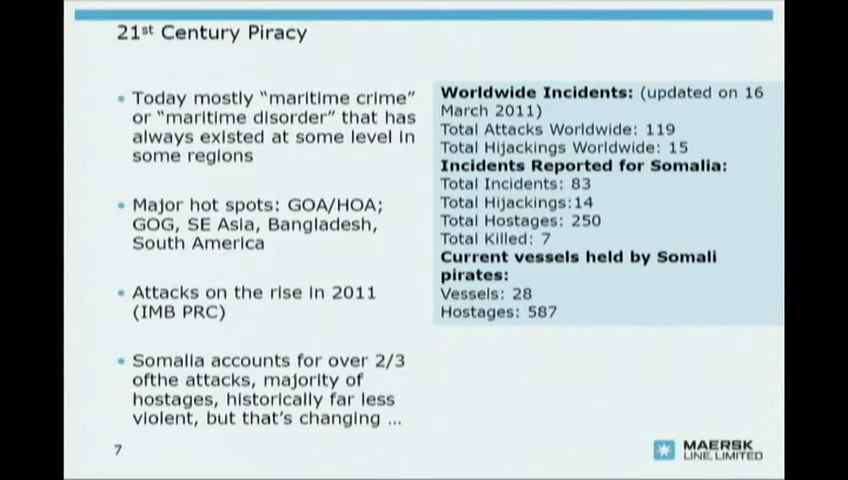 21st Century Piracy
• Today mostly “maritime crime”
or “maritime disorder” that has
always existed at some level in
some regions
• Major hot spots: GOA/HOA;
GOG, SE Asia, Bangladesh,
South America
• Attacks on the rise in 2011
(IMB PRC)
• Somalia accounts for over 2/3
ofthe attacks, majority of
hostages, historically far less
violent, but that’s changing ...
Worldwide Incidents: (updated on 16
March 2011)
Total Attacks Worldwide: 119
Total Hijackings Worldwide: 15
Incidents Reported for Somalia:
Total Incidents: 83
Total Hijackings:14
Total Hostages: 250
Total Killed: 7
Current vessels held by Somali
pirates:
Vessels: 28
Hostages: 587
7
MAERSK
LINE, LIMITED